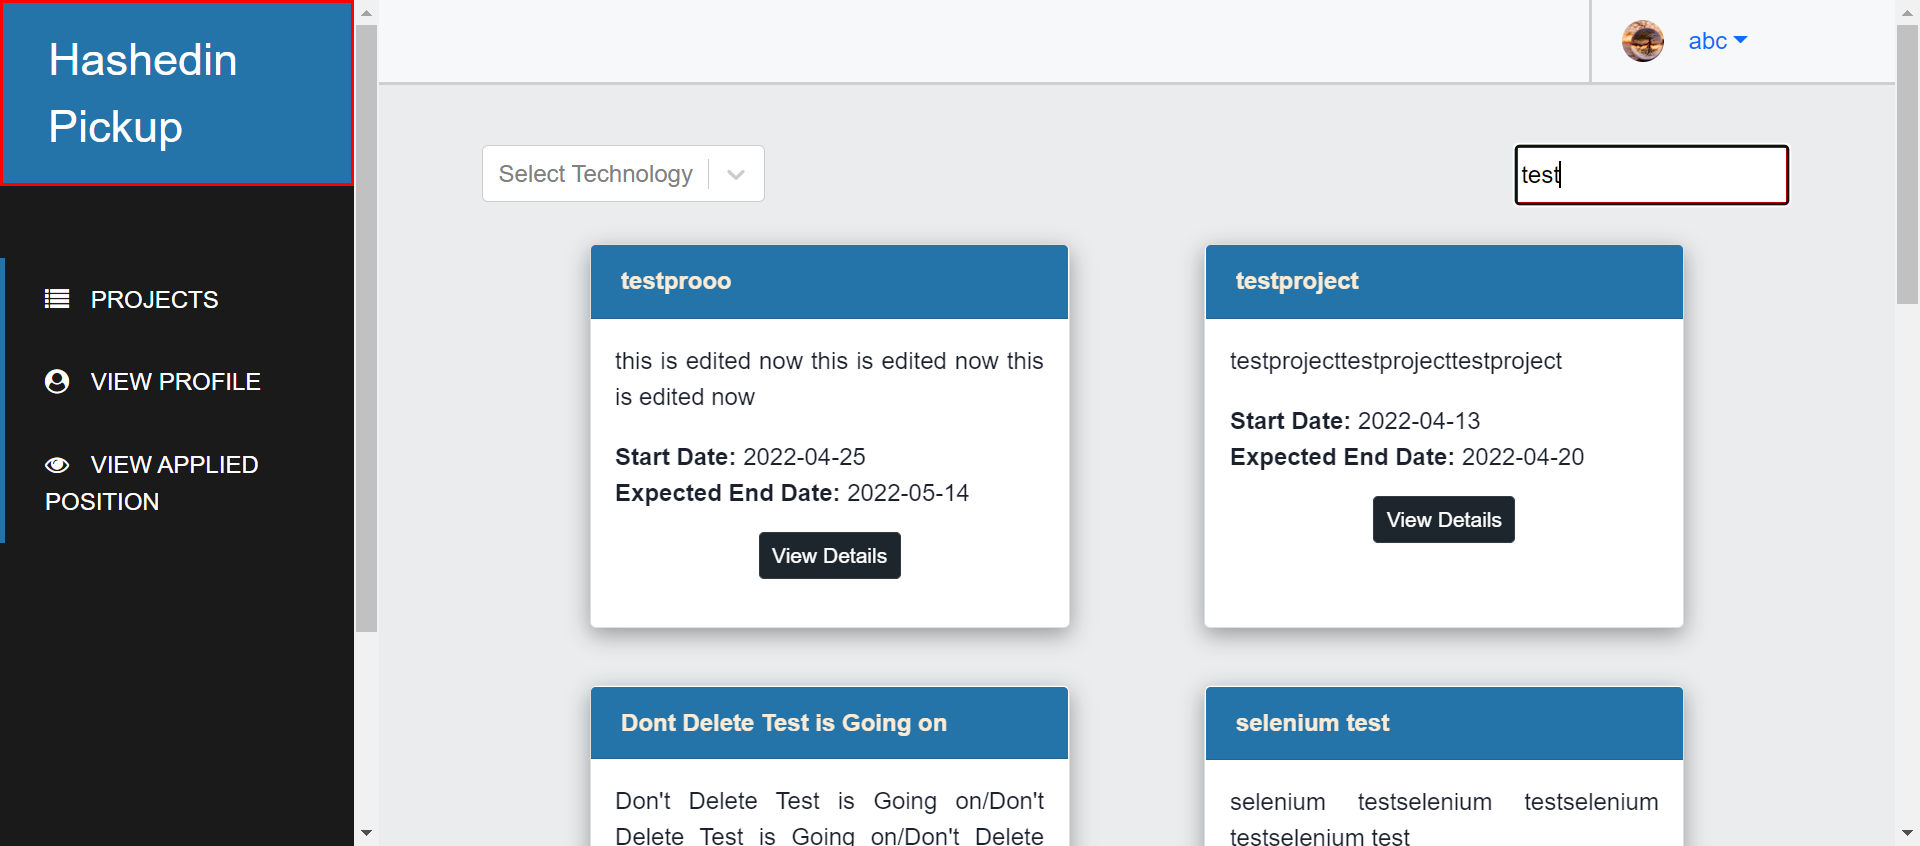 Hashedin
Pickup
PROJECTS
VIEW PROFILE
VIEW APPLIED
POSITION
abc
Select Technology
test
testprooo
this is edited now this is edited now this
is edited now
Start Date: 2022-04-25
Expected End Date: 2022-05-14
View Details
testproject
testprojecttestprojecttestproject
Start Date: 2022-04-13
Expected End Date: 2022-04-20
View Details
Dont Delete Test is Going on
Don't Delete Test is Going on/Don't
Delete Test is Going on/Don't Delete
selenium test
selenium testselenium testselenium
testselenium test